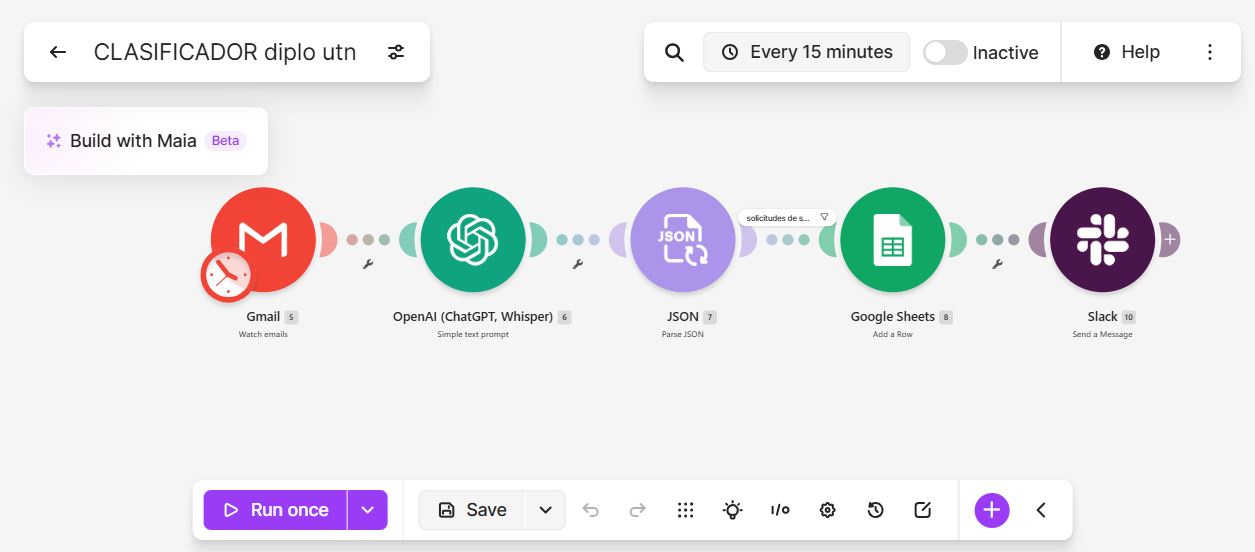 CLASIFICADOR diplo utn
Every 15 minutes
Inactive
Help
Build with Maia Beta
solicitudes de s...
JSON
Gmail 5
Watch emails
OpenAI (ChatGPT, Whisper) 6
Simple text prompt
JSON 7
Parse JSON
Google Sheets 8
Add a Row
Slack 10
Send a Message
Run once
Save